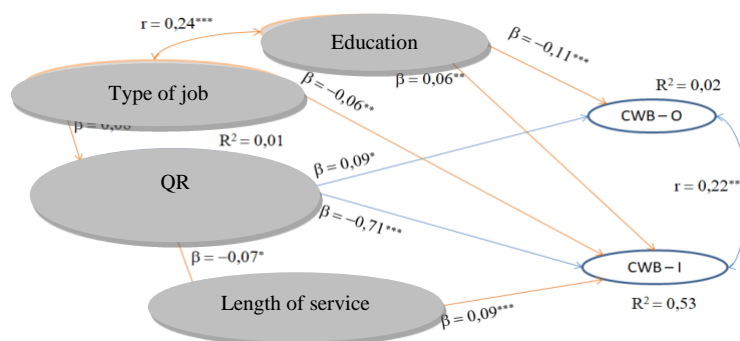 r = 0,24***
Education
β = −0,11***
β = −0,06**
β = 0,06**
R² = 0,02
Type of job
CWB – O
R² = 0,01
β = 0,09*
QR
r = 0,22**
β = −0,71***
β = −0,07*
CWB – I
Length of service
β = 0,09***
R² = 0,53